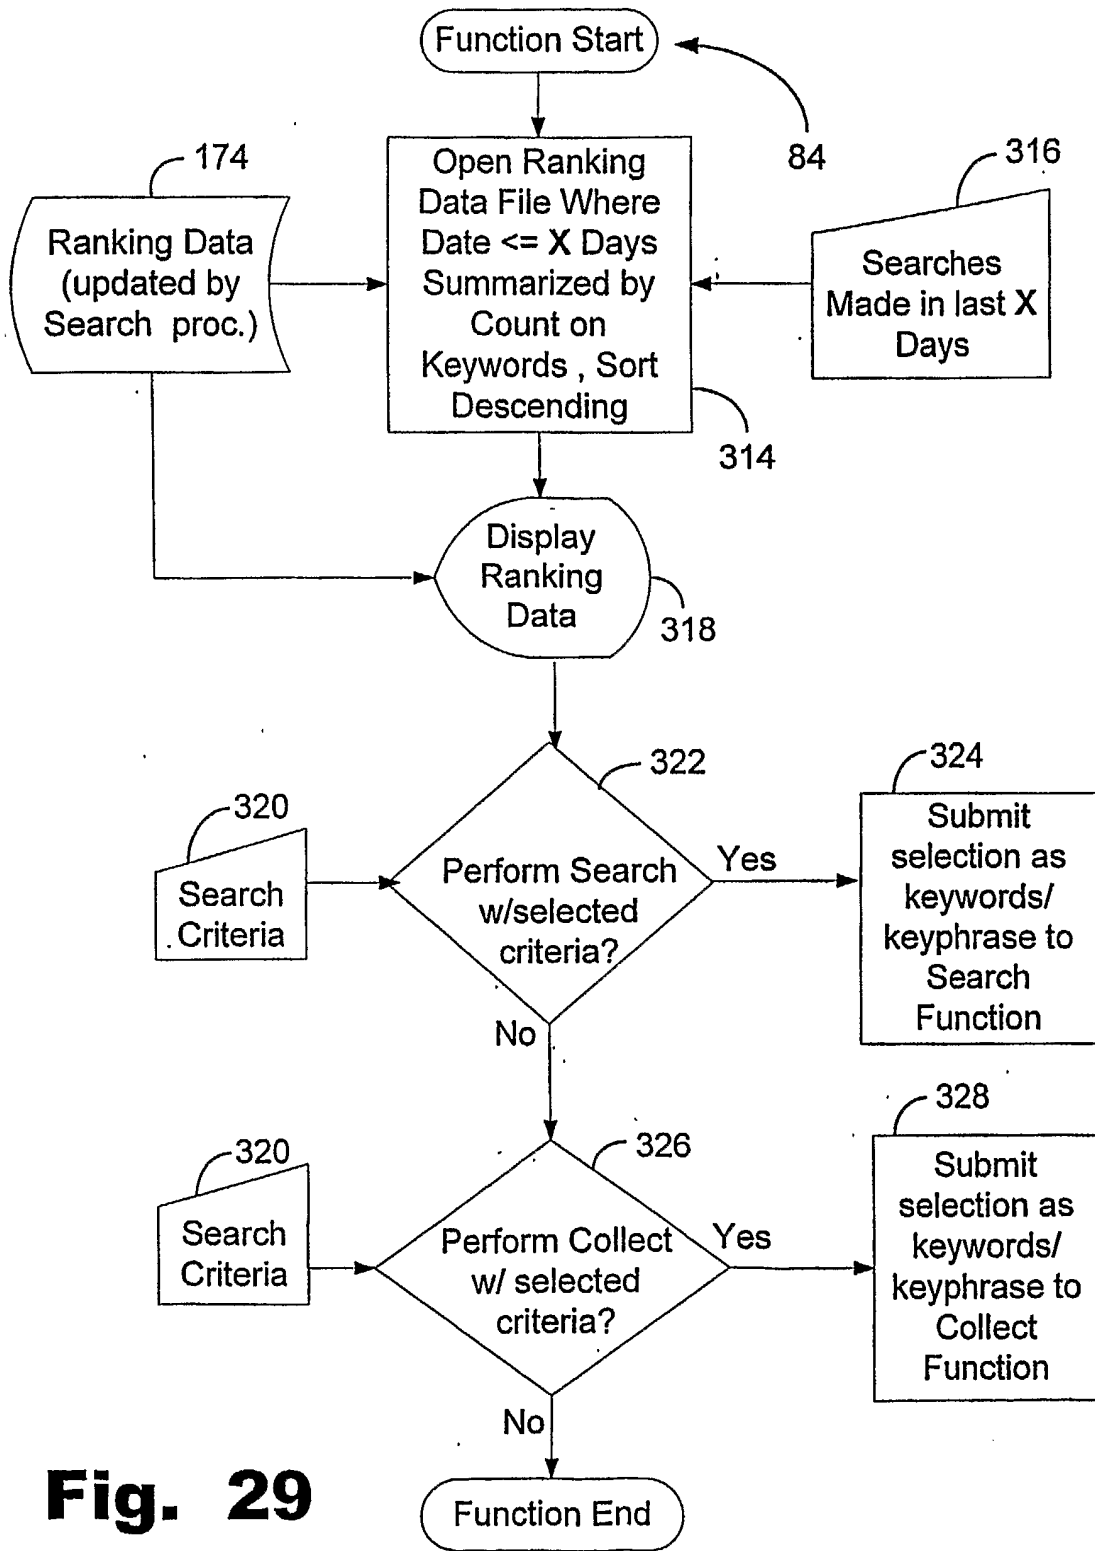 Function Start
84
174
316
Open Ranking
Data File Where
Date <= X Days
Summarized by
Count on
Keywords , Sort
Descending
Ranking Data
(updated by
Search proc.)
Searches
Made in last X
Days
314
Display
Ranking
Data
318
322
324
320
Search
Criteria
Perform Search
w/selected
criteria?
Yes
Submit
selection as
keywords/
keyphrase to
Search
Function
No
328
326
320
Search
Criteria
Perform Collect
w/ selected
criteria?
Yes
Submit
selection as
keywords/
keyphrase to
Collect
Function
No
Function End
Fig. 29